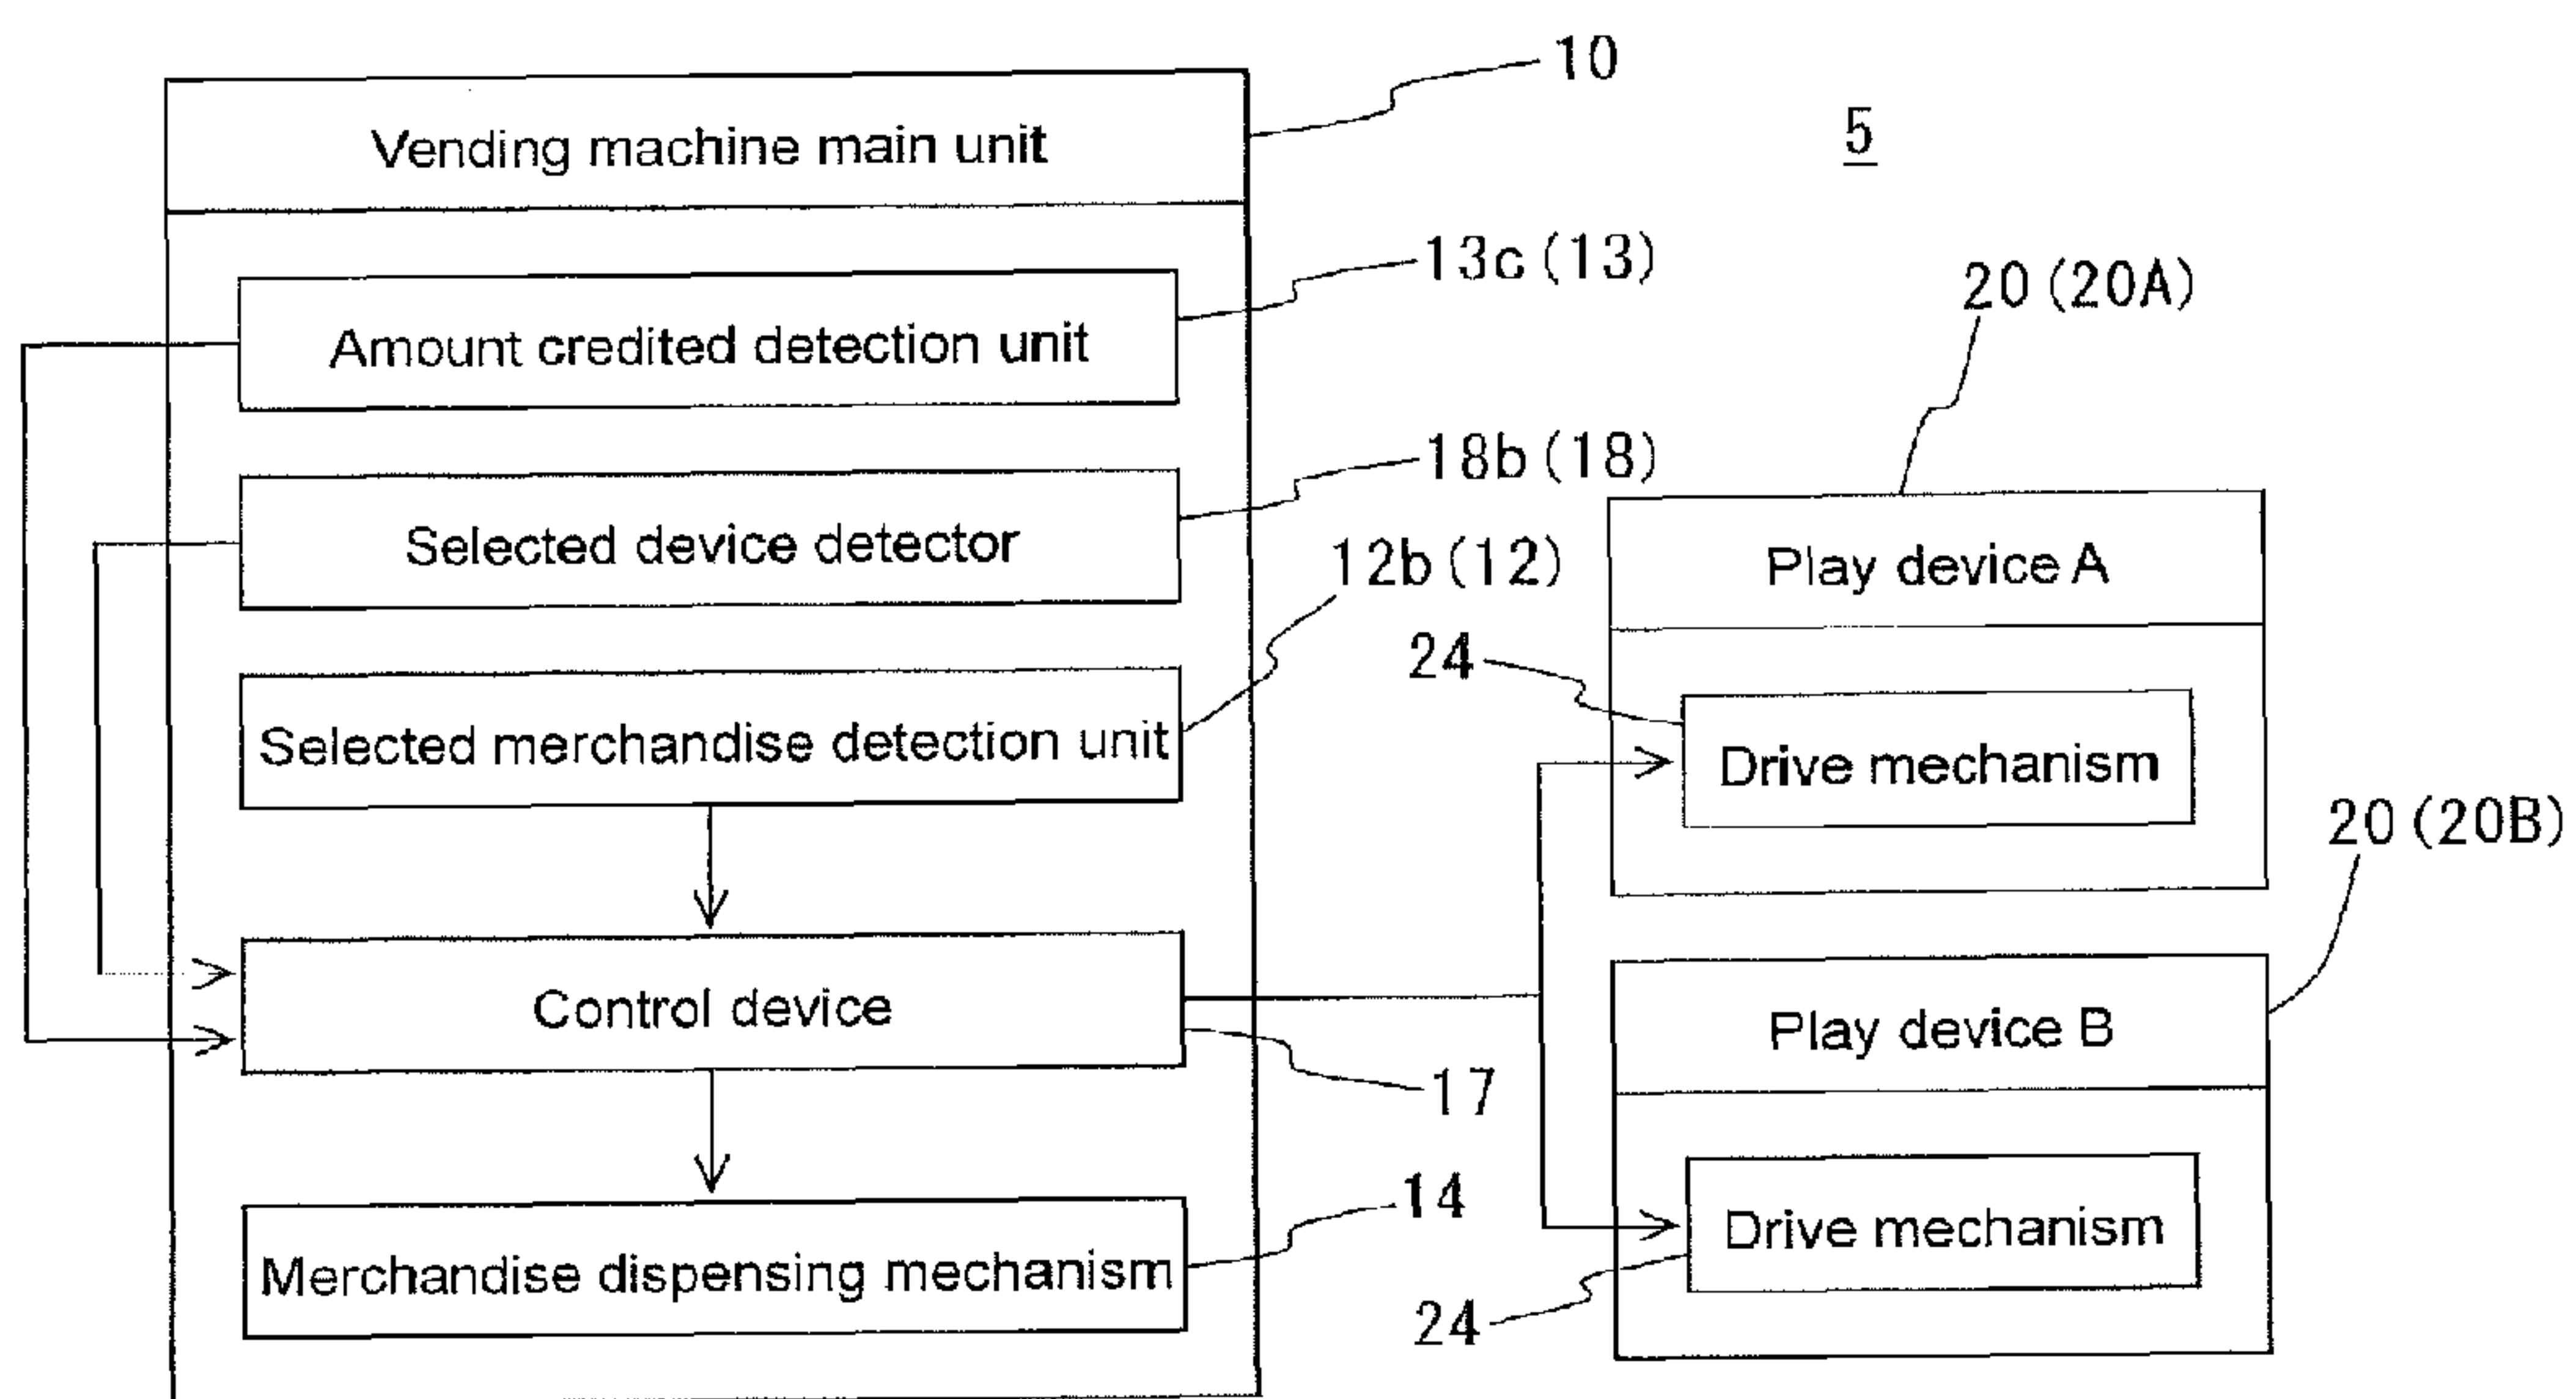 10
5
Vending machine main unit
13c (13)
Amount credited detection unit
20 (20A)
18b (18)
Selected device detector
12b (12)
Play device A
24
Selected merchandise detection unit
Drive mechanism
20 (20B)
Control device
Play device B
17
14
Merchandise dispensing mechanism
Drive mechanism
24